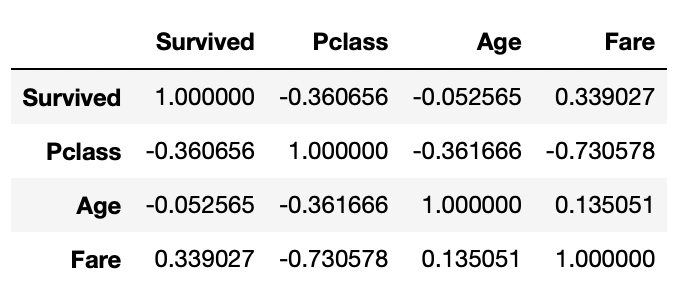 Survived Pclass Age Fare
Survived 1.000000 -0.360656 -0.052565 0.339027
Pclass -0.360656 1.000000 -0.361666 -0.730578
Age -0.052565 -0.361666 1.000000 0.135051
Fare 0.339027 -0.730578 0.135051 1.000000